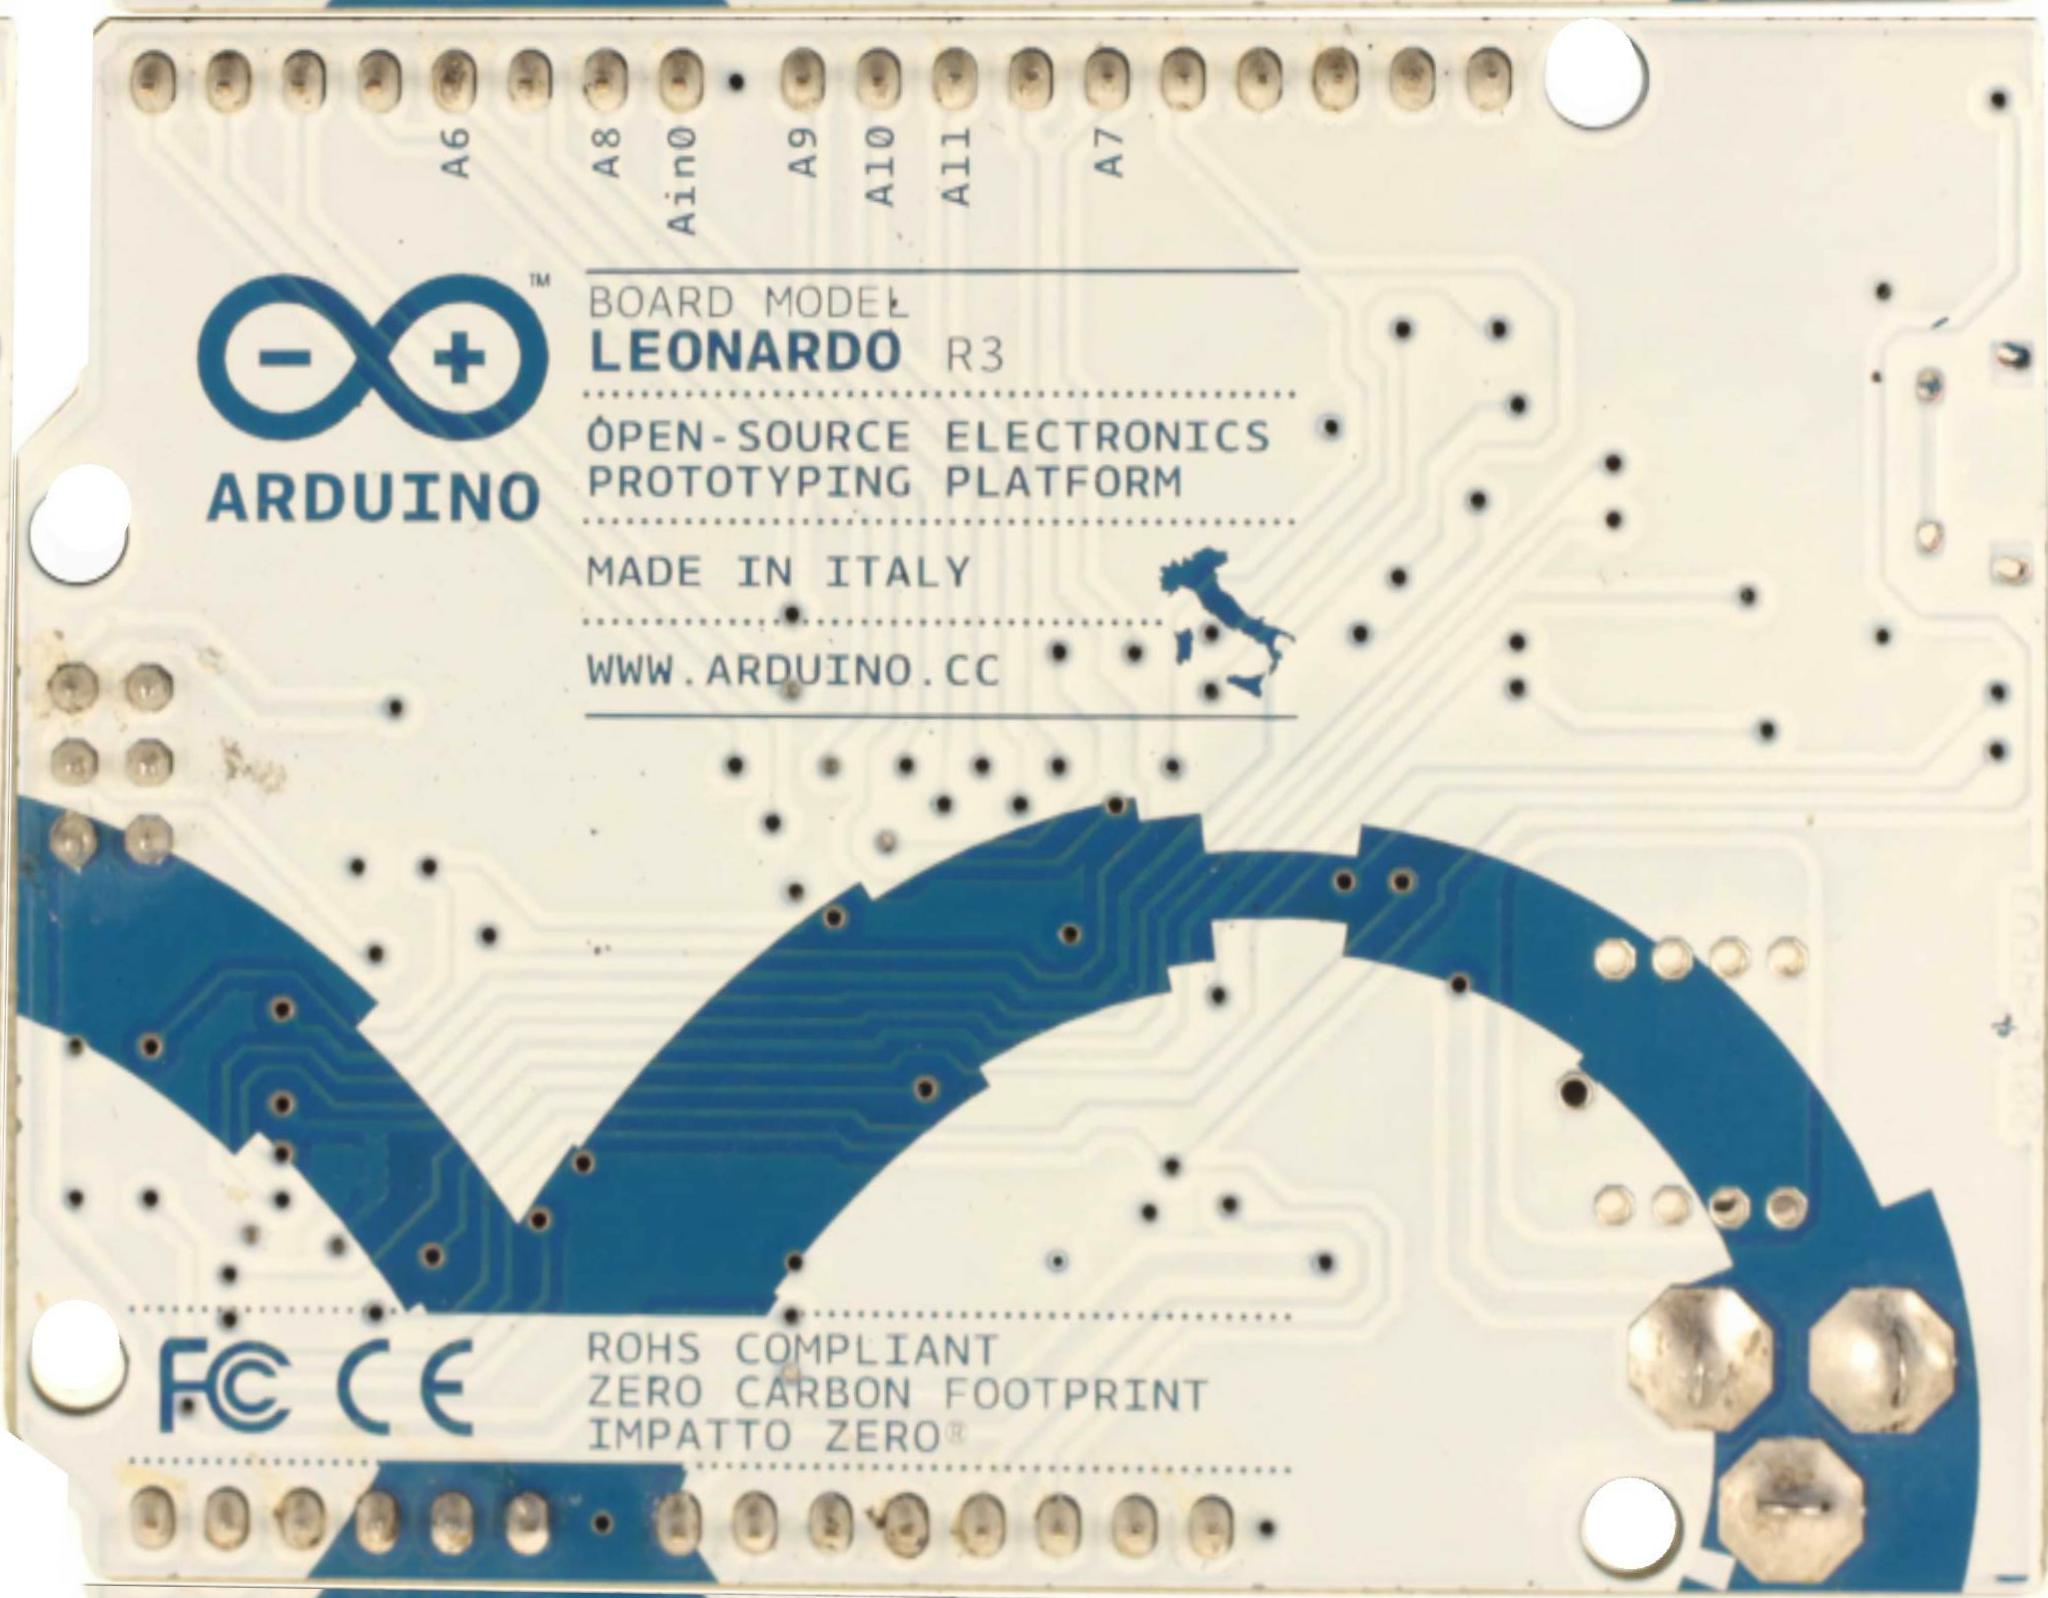 A6 A8 Ain0 A9 A10 A11 A7
™
BOARD MODEL
LEONARDO R3
OPEN-SOURCE ELECTRONICS
PROTOTYPING PLATFORM
ARDUINO
MADE IN ITALY
WWW.ARDUINO.CC
FC CE
ROHS COMPLIANT
ZERO CARBON FOOTPRINT
IMPATTO ZERO®